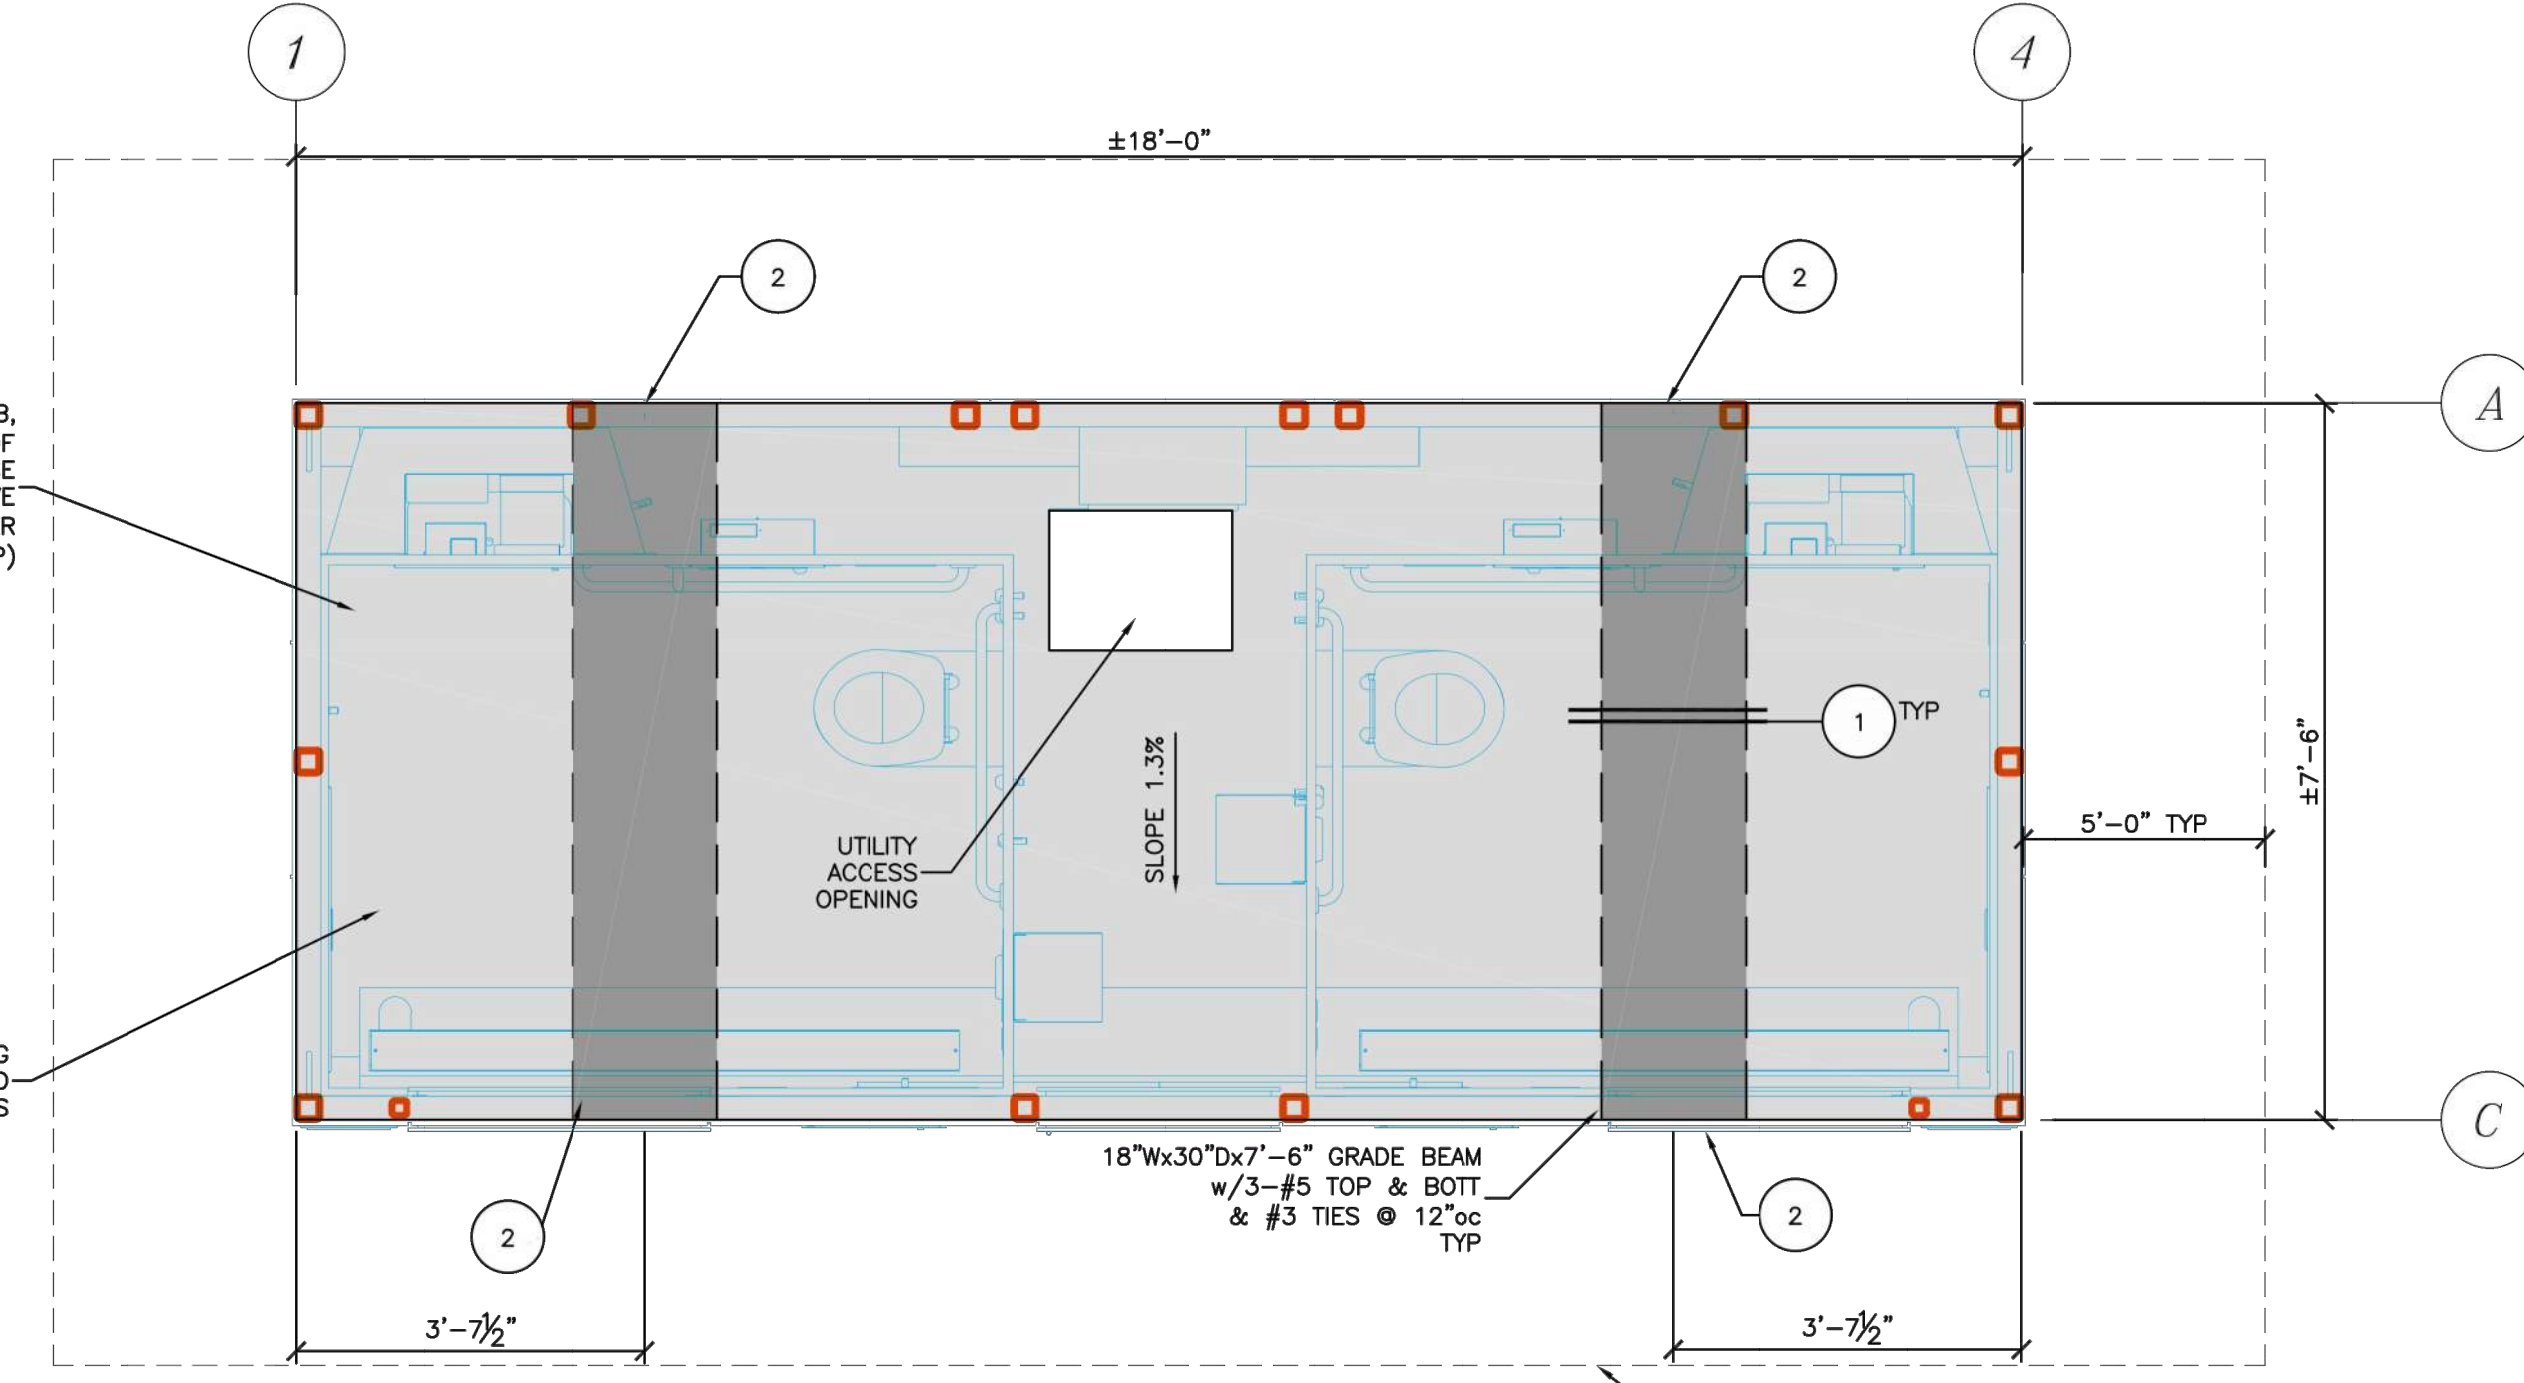 1
4
±18'-0"
2
2
A
B,
OF
E
E
R
P)
1
TYP
SLOPE 1.3%
±7'-6"
5'-0" TYP
UTILITY
ACCESS
OPENING
G
D
S
C
18"Wx30"Dx7'-6" GRADE BEAM
w/3-#5 TOP & BOTT
& #3 TIES @ 12"oc
TYP
2
2
3'-7½"
3'-7½"